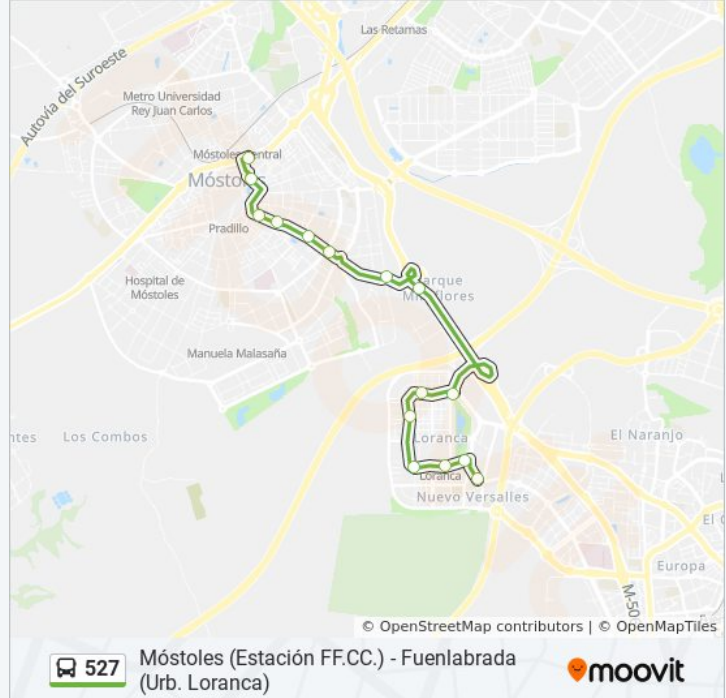 Las Retamas
Autovía del Suroeste
Metro Universidad
Rey Juan Carlos
Móstoles Central
Móstoles
Pradillo
Hospital de
Móstoles
Parque
Miraflores
Manuela Malasaña
Los Combos
Loranca
El Naranjo
Loranca
Nuevo Versalles
Europa
M-50
© OpenStreetMap contributors | © OpenMapTiles
527
Móstoles (Estación FF.CC.) - Fuenlabrada
(Urb. Loranca)
moovit